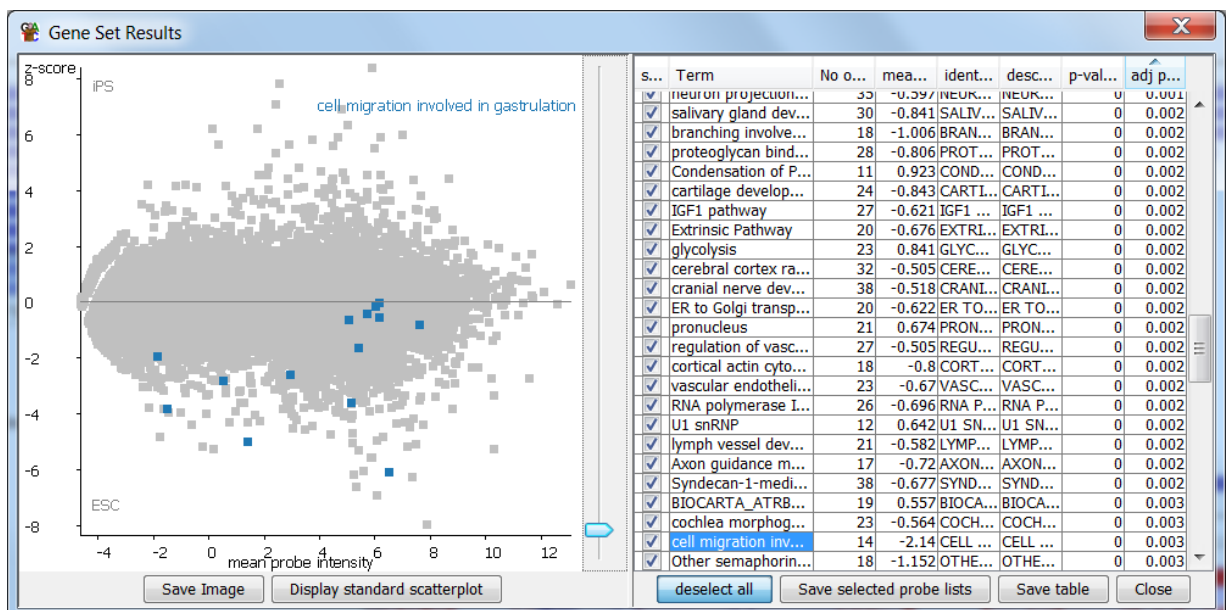 Gene Set Results
z-score
8
iPS
cell migration involved in gastrulation
6
4
2
0
-2
-4
-6
ESC
-8
-4 -2 0 2 4 6 8 10 12
mean probe intensity
Save Image Display standard scatterplot
s... Term No o... mea... ident... desc... p-val... adj p...
neuron projection... 35 -0.597 NEUR... NEUR... 0 0.001
salivary gland dev... 30 -0.841 SALIV... SALIV... 0 0.002
branching involve... 18 -1.006 BRAN... BRAN... 0 0.002
proteoglycan bind... 28 -0.806 PROT... PROT... 0 0.002
Condensation of P... 11 0.923 COND... COND... 0 0.002
cartilage develop... 24 -0.843 CARTI... CARTI... 0 0.002
IGF1 pathway 27 -0.621 IGF1 ... IGF1 ... 0 0.002
Extrinsic Pathway 20 -0.676 EXTRI... EXTRI... 0 0.002
glycolysis 23 0.841 GLYC... GLYC... 0 0.002
cerebral cortex ra... 32 -0.505 CERE... CERE... 0 0.002
cranial nerve dev... 38 -0.518 CRANI... CRANI... 0 0.002
ER to Golgi transp... 20 -0.622 ER TO... ER TO... 0 0.002
pronucleus 21 0.674 PRON... PRON... 0 0.002
regulation of vasc... 27 -0.505 REGU... REGU... 0 0.002
cortical actin cyto... 18 -0.8 CORT... CORT... 0 0.002
vascular endotheli... 23 -0.67 VASC... VASC... 0 0.002
RNA polymerase I... 26 -0.696 RNA P... RNA P... 0 0.002
U1 snRNP 12 0.642 U1 SN... U1 SN... 0 0.002
lymph vessel dev... 21 -0.582 LYMP... LYMP... 0 0.002
Axon guidance m... 17 -0.72 AXON... AXON... 0 0.002
Syndecan-1-medi... 38 -0.677 SYND... SYND... 0 0.002
BIOCARTA_ATRB... 19 0.557 BIOCA... BIOCA... 0 0.003
cochlea morphog... 23 -0.564 COCH... COCH... 0 0.003
cell migration inv... 14 -2.14 CELL ... CELL ... 0 0.003
Other semaphorin... 18 -1.152 OTHE... OTHE... 0 0.003
deselect all Save selected probe lists Save table Close